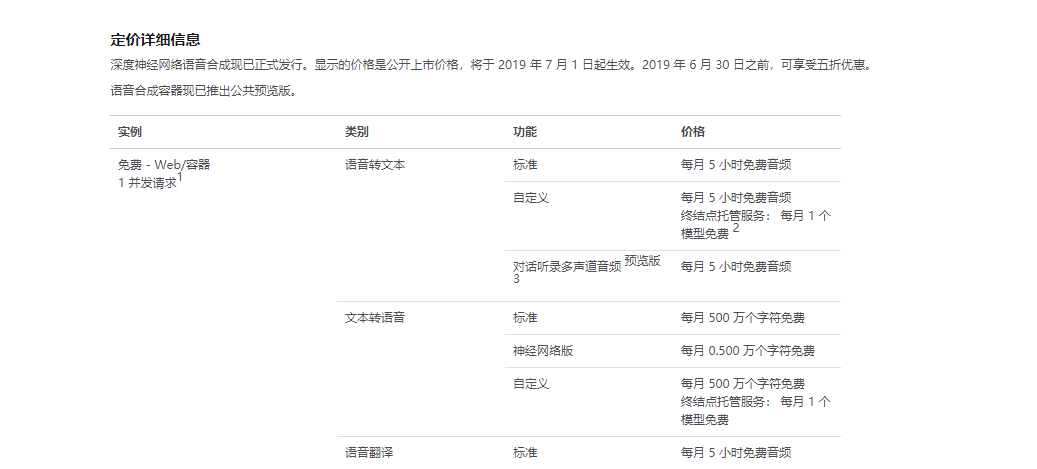 定价详细信息
深度神经网络语音合成现已正式发行。显示的价格是公开上市价格，将于 2019 年 7 月 1 日起生效。2019 年 6 月 30 日之前，可享受五折优惠。
语音合成容器现已推出公共预览版。
实例 类别 功能 价格
免费 - Web/容器 语音转文本 标准 每月 5 小时免费音频
1 并发请求1
自定义 每月 5 小时免费音频
终结点托管服务： 每月 1 个
模型免费 2
对话听录多声道音频 预览版 每月 5 小时免费音频
3
文本转语音 标准 每月 500 万个字符免费
神经网络版 每月 0.500 万个字符免费
自定义 每月 500 万个字符免费
终结点托管服务： 每月 1 个
模型免费
语音翻译 标准 每月 5 小时免费音频